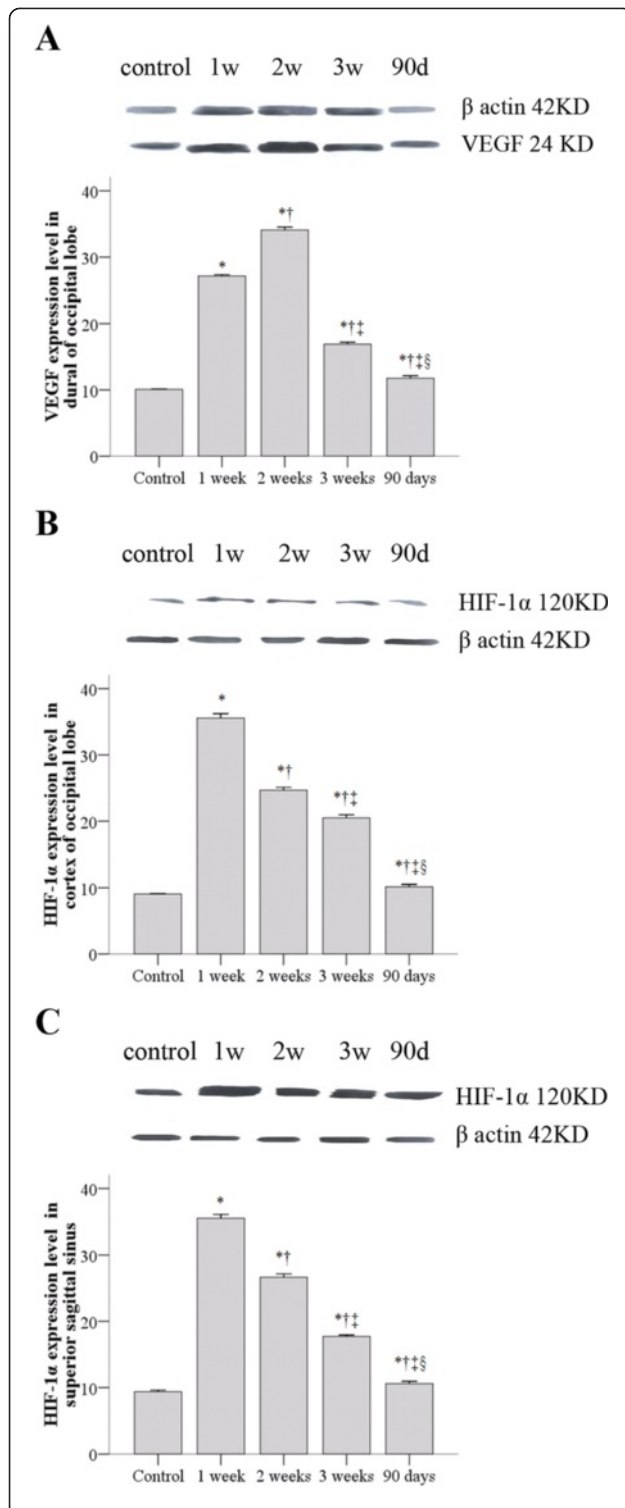 A
control 1w 2w 3w 90d
β actin 42KD
VEGF 24 KD
VEGF expression level in
dural of occipital lobe
40
30
20
10
0
*
*†
*†‡
*†‡§
Control 1 week 2 weeks 3 weeks 90 days
B
control 1w 2w 3w 90d
HIF-1α 120KD
β actin 42KD
HIF-1α expression level in
cortex of occipital lobe
40
30
20
10
0
*
*†
*†‡
*†‡§
Control 1 week 2 weeks 3 weeks 90 days
C
control 1w 2w 3w 90d
HIF-1α 120KD
β actin 42KD
HIF-1α expression level in
superior sagittal sinus
40
30
20
10
0
*
*†
*†‡
*†‡§
Control 1 week 2 weeks 3 weeks 90 days